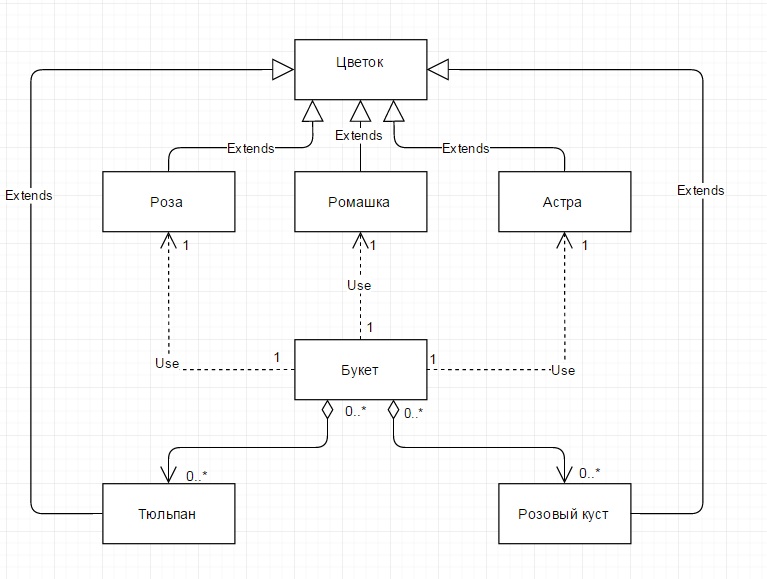 Цветок
Extends
Extends
Extends
Extends
Extends
Роза
Ромашка
Астра
1
1
1
Use
1
1
1
Use
Букет
Use
0..*
0..*
0..*
0..*
Тюльпан
Розовый куст